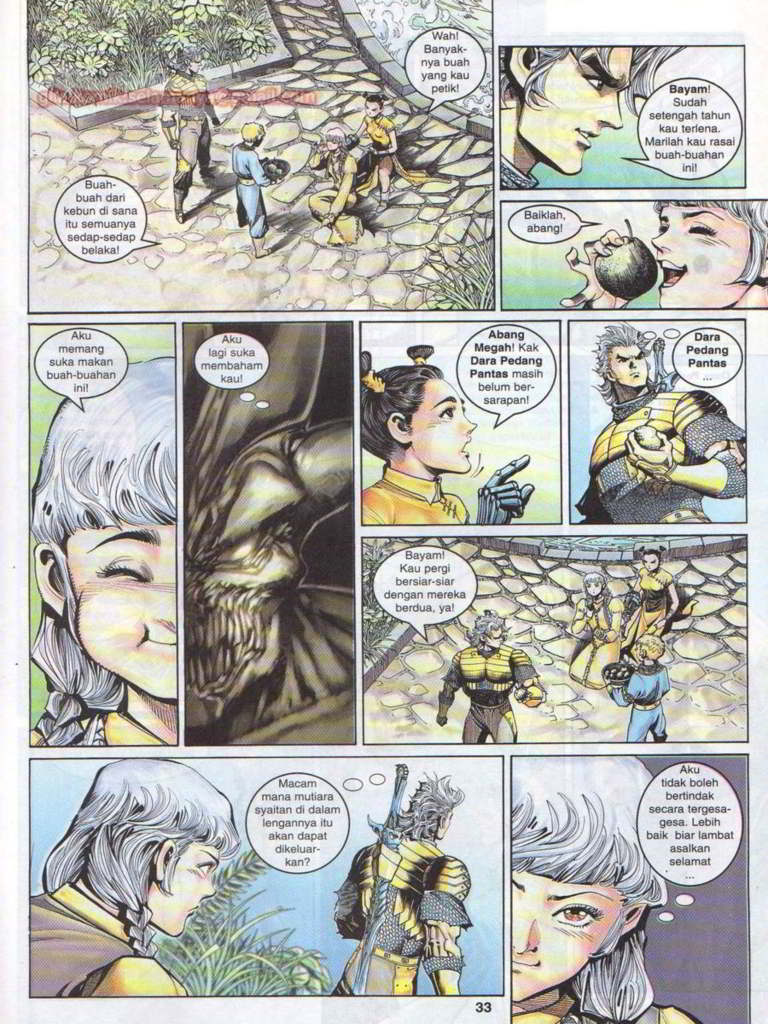 Wah!
Banyak-
nya buah
yang kau
petik!
Buah-
buah dari
kebun di sana
itu semuanya
sedap-sedap
belaka!
Bayam!
Sudah
setengah tahun
kau terlena.
Marilah kau rasai
buah-buahan
ini!
Baiklah,
abang!
Aku
memang
suka makan
buah-buahan
ini!
Aku
lagi suka
membaham
kau!
Abang
Megah! Kak
Dara Pedang
Pantas masih
belum ber-
sarapan!
Dara
Pedang
Pantas
...
Bayam!
Kau pergi
bersiar-siar
dengan mereka
berdua, ya!
Macam
mana mutiara
syaitan di dalam
lengannya itu
akan dapat
dikeluar-
kan?
Aku
tidak boleh
bertindak
secara tergesa-
gesa. Lebih
baik biar lambat
selamat
...
33